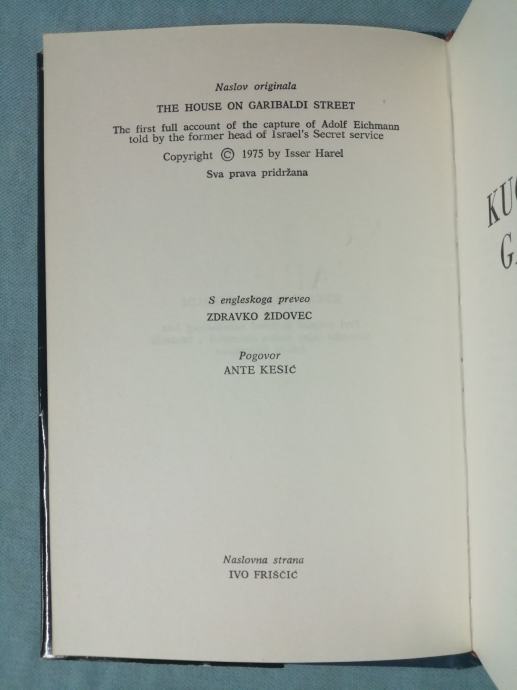 Naslov originala
THE HOUSE ON GARIBALDI STREET
The first full account of the capture of Adolf Eichmann
told by the former head of Israel's Secret service
Copyright © 1975 by Isser Harel
Sva prava pridržana
S engleskoga preveo
ZDRAVKO ŽIDOVEC
Pogovor
ANTE KESIĆ
Naslovna strana
IVO FRIŠČIĆ